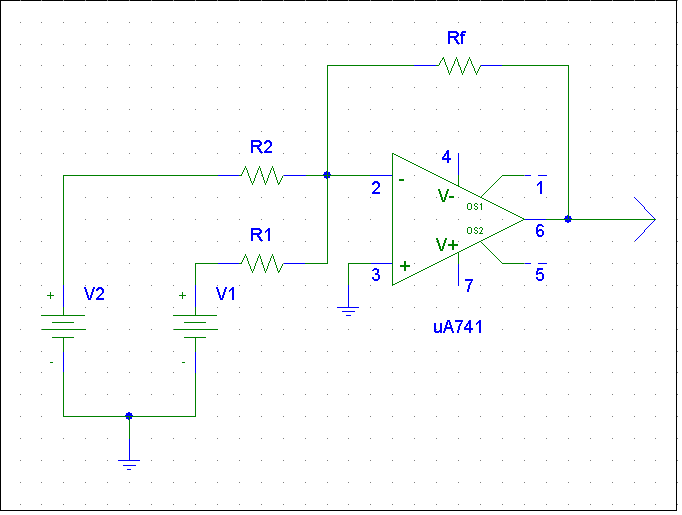 Rf
R2
4
2
-
1
V-
OS1
R1
OS2
6
V+
3
+
5
7
+
V2
+
V1
uA741
-
-